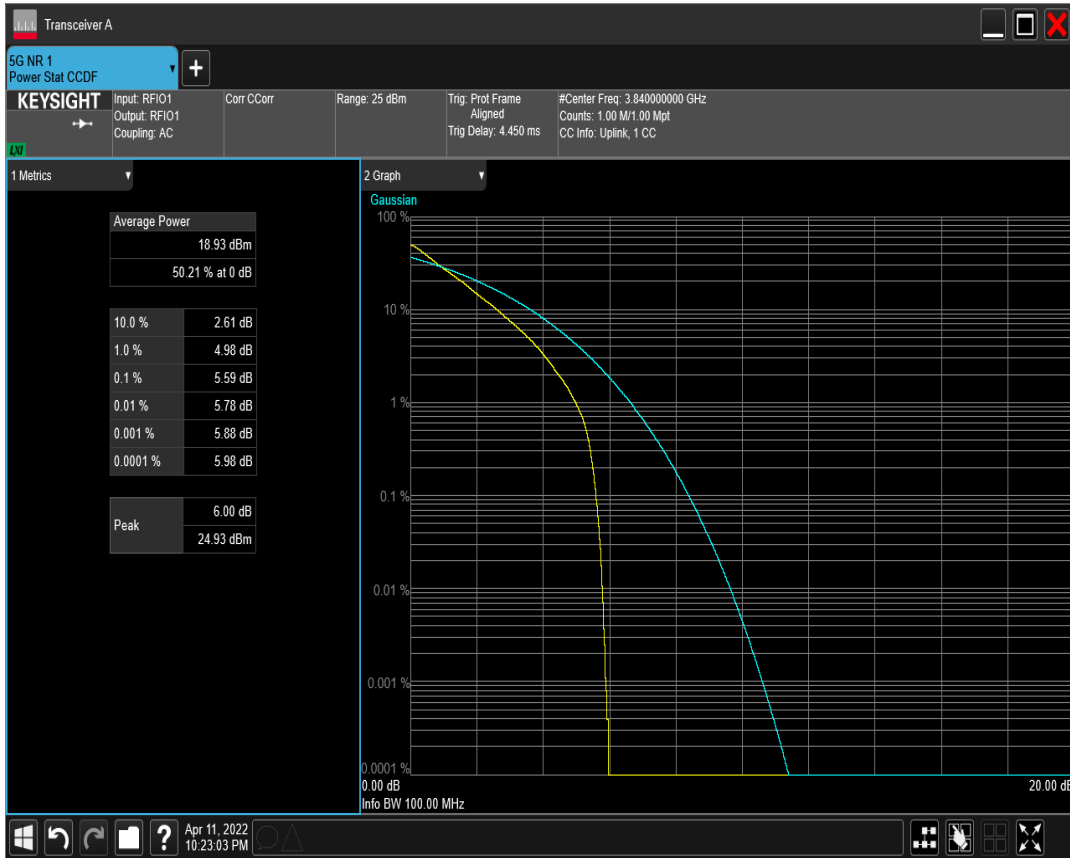 Transceiver A
5G NR 1
Power Stat CCDF
KEYSIGHT
LXI
Input: RFIO1
Output: RFIO1
Coupling: AC
Corr CCorr
Range: 25 dBm
Trig: Prot Frame
Aligned
Trig Delay: 4.450 ms
#Center Freq: 3.840000000 GHz
Counts: 1.00 M/1.00 Mpt
CC Info: Uplink, 1 CC
1 Metrics
Average Power
18.93 dBm
50.21 % at 0 dB
10.0 % 2.61 dB
1.0 % 4.98 dB
0.1 % 5.59 dB
0.01 % 5.78 dB
0.001 % 5.88 dB
0.0001 % 5.98 dB
Peak
6.00 dB
24.93 dBm
2 Graph
Gaussian
100 %
10 %
1 %
0.1 %
0.01 %
0.001 %
0.0001 %
0.00 dB 20.00 dB
Info BW 100.00 MHz
?
Apr 11, 2022
10:23:03 PM